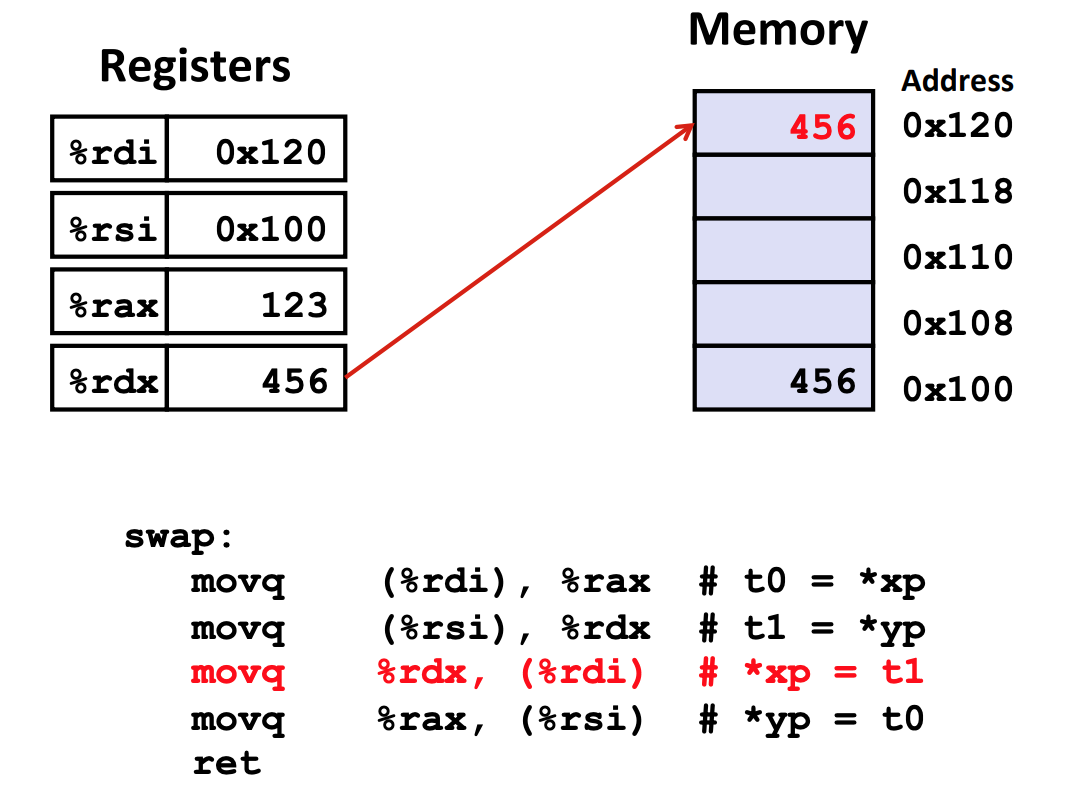 Registers
%rdi 0x120
%rsi 0x100
%rax 123
%rdx 456
Memory
Address
456 0x120
0x118
0x110
0x108
456 0x100
swap:
movq (%rdi), %rax # t0 = *xp
movq (%rsi), %rdx # t1 = *yp
movq %rdx, (%rdi) # *xp = t1
movq %rax, (%rsi) # *yp = t0
ret